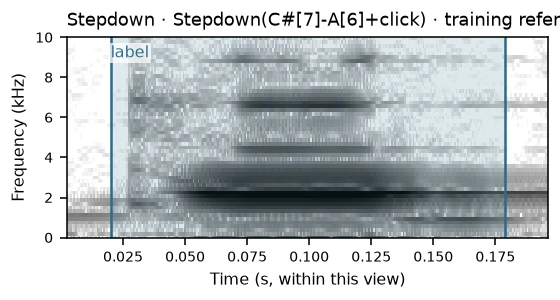 Stepdown · Stepdown(C#[7]-A[6]+click) · training refer
label
10
8
6
4
2
0
Frequency (kHz)
0.025 0.050 0.075 0.100 0.125 0.150 0.175
Time (s, within this view)